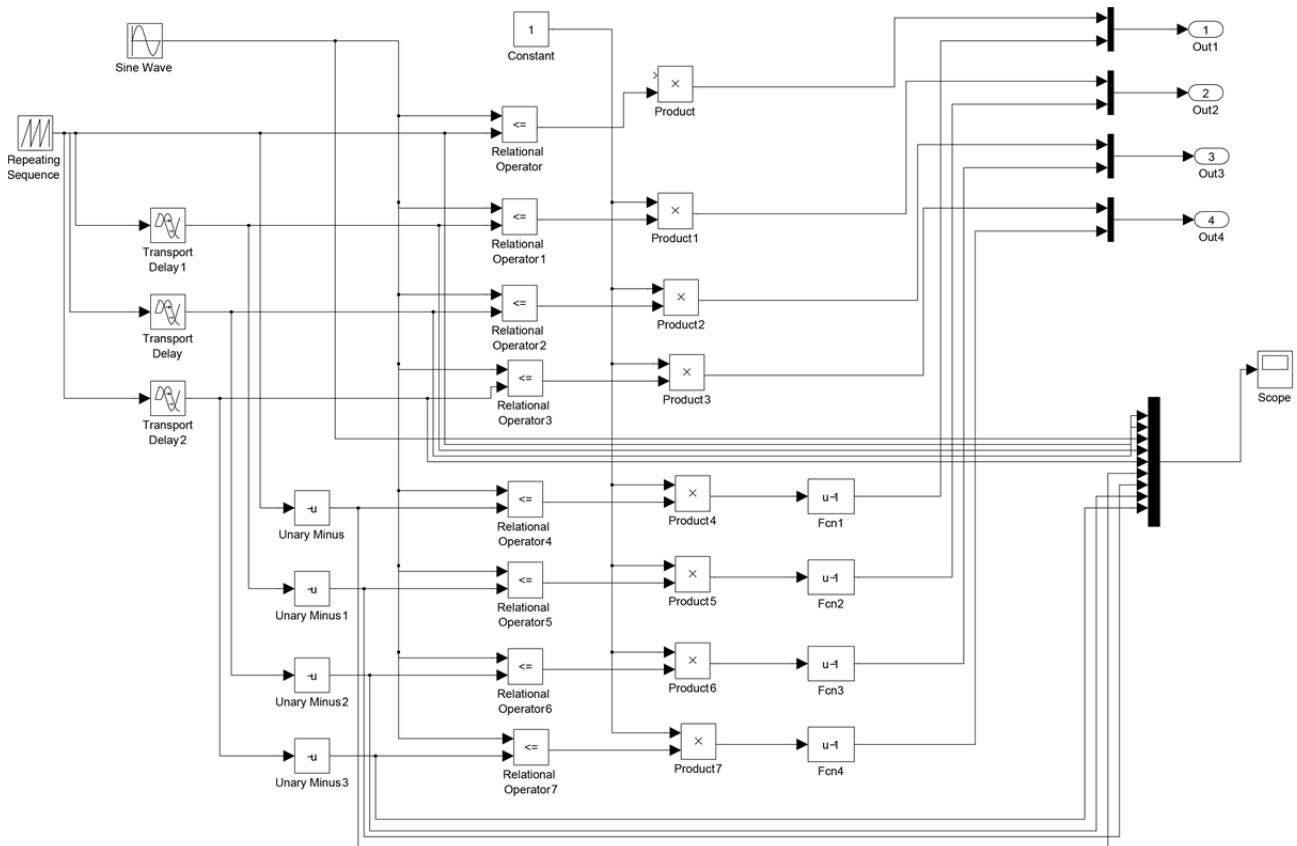 Sine Wave
1
Constant
×
Product
1
Out1
2
Out2
3
Out3
4
Out4
Repeating
Sequence
<=
Relational
Operator
<=
Relational
Operator1
×
Product1
Transport
Delay1
<=
Relational
Operator2
×
Product2
Transport
Delay
<=
Relational
Operator3
×
Product3
Transport
Delay2
Scope
-u
Unary Minus
<=
Relational
Operator4
×
Product4
u-1
Fcn1
-u
Unary Minus1
<=
Relational
Operator5
×
Product5
u-1
Fcn2
-u
Unary Minus2
<=
Relational
Operator6
×
Product6
u-1
Fcn3
-u
Unary Minus3
<=
Relational
Operator7
×
Product7
u-1
Fcn4